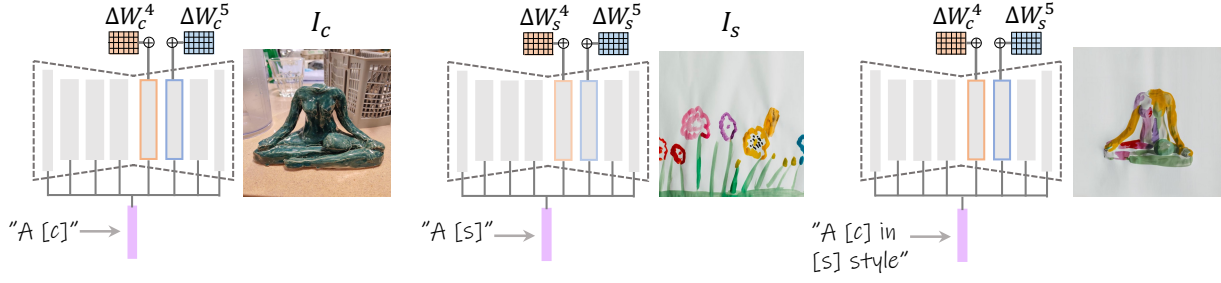 ΔW_c^4 ΔW_c^5 I_c
"A [c]"
ΔW_s^4 ΔW_s^5 I_s
"A [s]"
ΔW_c^4 ΔW_s^5
"A [c] in
[s] style"